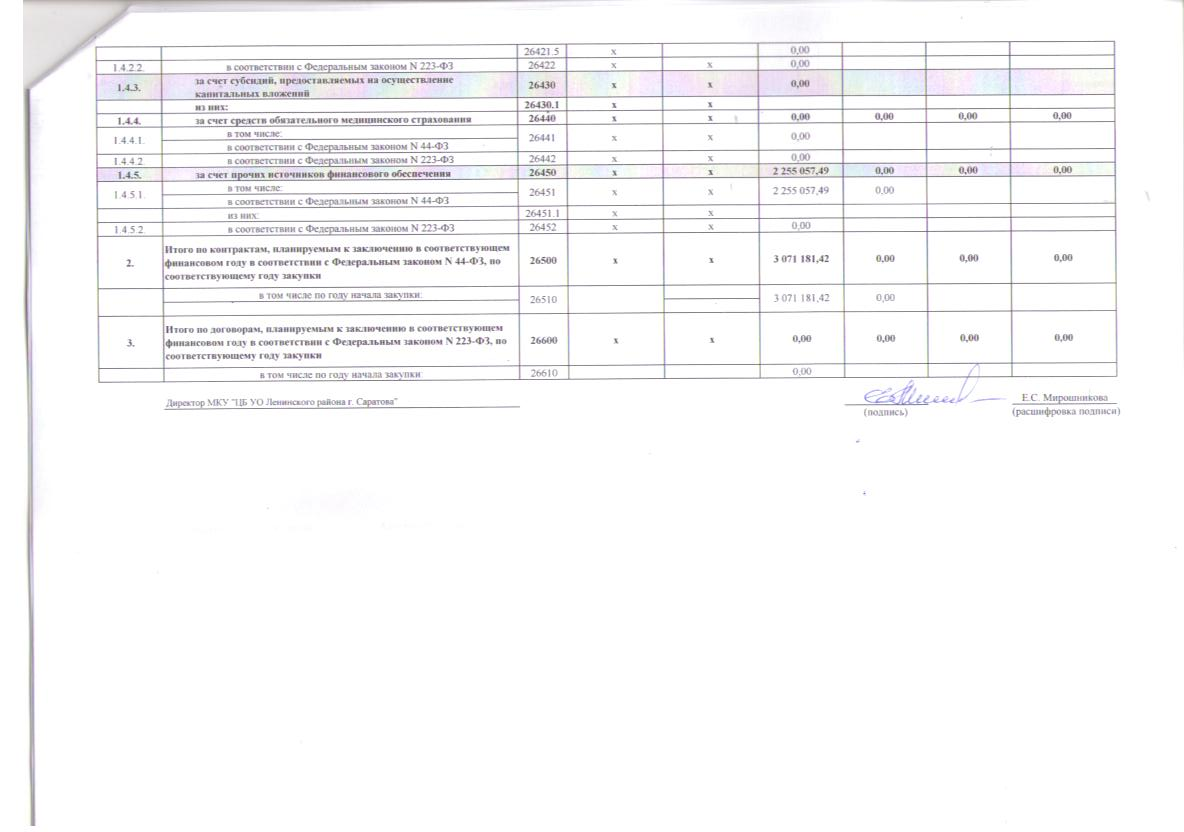 26421.5 x 0,00
1.4.2.2. в соответствии с Федеральным законом N 223-ФЗ 26422 x x 0,00
за счет субсидий, предоставляемых на осуществление
1.4.3. капитальных вложений 26430 x x 0,00
из них: 26430.1 x x
1.4.4. за счет средств обязательного медицинского страхования 26440 x x 0,00 0,00 0,00 0,00
в том числе:
1.4.4.1. в соответствии с Федеральным законом N 44-ФЗ 26441 x x 0,00
1.4.4.2 в соответствии с Федеральным законом N 223-ФЗ 26442 x x 0,00
1.4.5. за счет прочих источников финансового обеспечения 26450 x x 2 255 057,49 0,00 0,00 0,00
в том числе:
1.4.5.1. в соответствии с Федеральным законом N 44-ФЗ 26451 x x 2 255 057,49 0,00
из них: 26451.1 x x
1.4.5.2. в соответствии с Федеральным законом N 223-ФЗ 26452 x x 0,00
Итого по контрактам, планируемым к заключению в соответствующем
2. финансовом году в соответствии с Федеральным законом N 44-ФЗ, по 26500 x x 3 071 181,42 0,00 0,00 0,00
соответствующему году закупки
в том числе по году начала закупки: 26510 3 071 181,42 0,00
Итого по договорам, планируемым к заключению в соответствующем
3. финансовом году в соответствии с Федеральным законом N 223-ФЗ, по 26600 x x 0,00 0,00 0,00 0,00
соответствующему году закупки
в том числе по году начала закупки: 26610 0,00
Директор МКУ "ЦБ УО Ленинского района г. Саратова" Е.С. Мирошникова
(подпись) (расшифровка подписи)